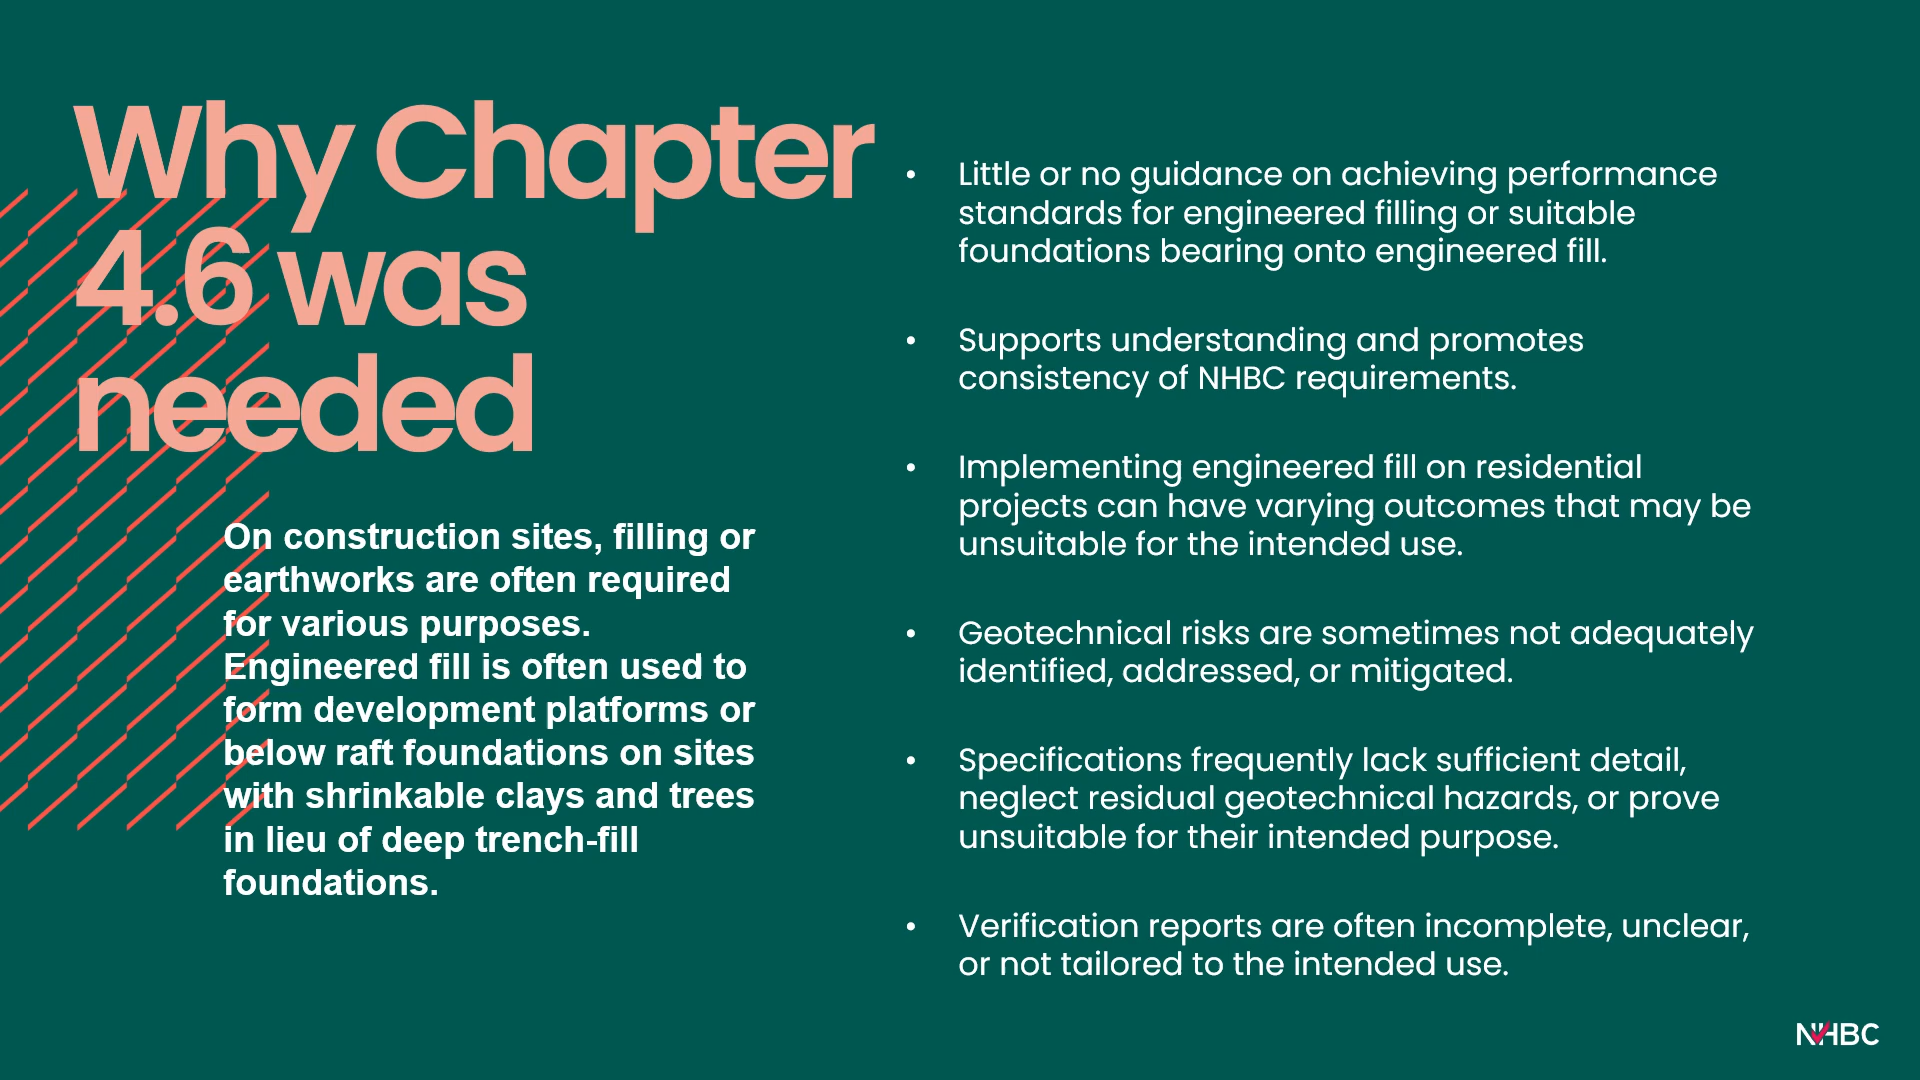 Why Chapter
4.6 was
needed
On construction sites, filling or
earthworks are often required
for various purposes.
Engineered fill is often used to
form development platforms or
below raft foundations on sites
with shrinkable clays and trees
in lieu of deep trench-fill
foundations.
• Little or no guidance on achieving performance
standards for engineered filling or suitable
foundations bearing onto engineered fill.
• Supports understanding and promotes
consistency of NHBC requirements.
• Implementing engineered fill on residential
projects can have varying outcomes that may be
unsuitable for the intended use.
• Geotechnical risks are sometimes not adequately
identified, addressed, or mitigated.
• Specifications frequently lack sufficient detail,
neglect residual geotechnical hazards, or prove
unsuitable for their intended purpose.
• Verification reports are often incomplete, unclear,
or not tailored to the intended use.
NHBC